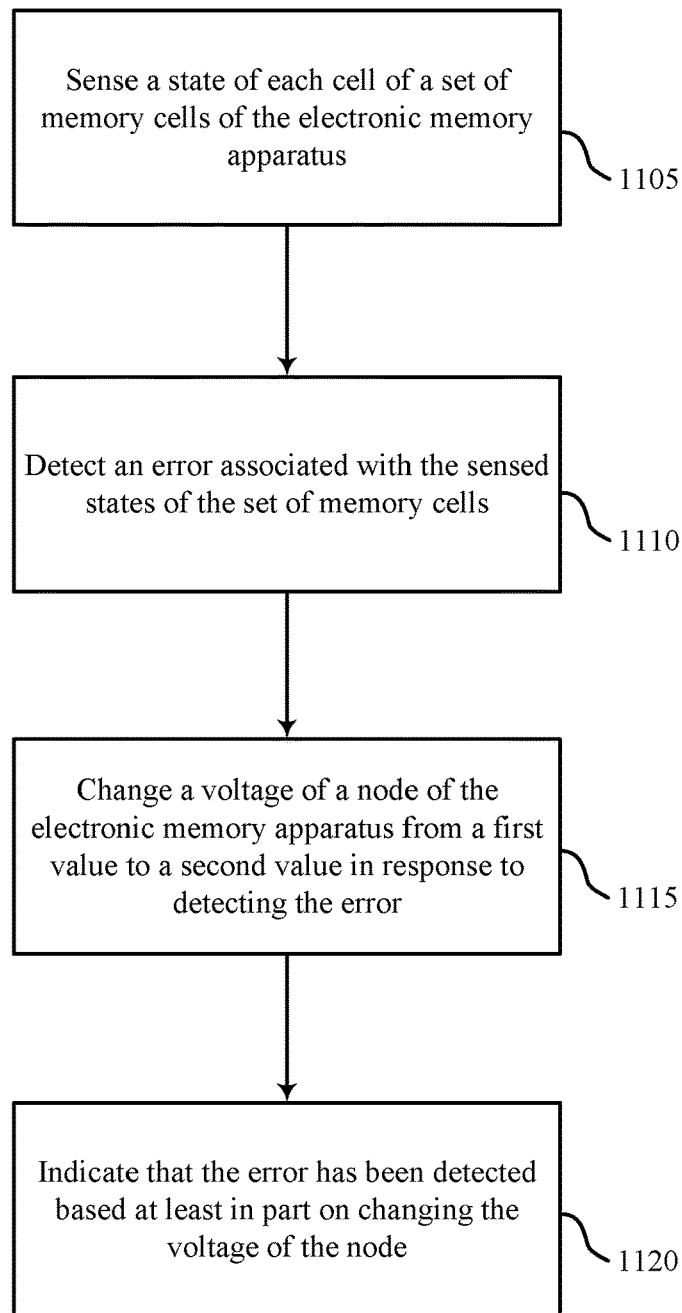 Sense a state of each cell of a set of
memory cells of the electronic memory
apparatus
1105
Detect an error associated with the sensed
states of the set of memory cells
1110
Change a voltage of a node of the
electronic memory apparatus from a first
value to a second value in response to
detecting the error
1115
Indicate that the error has been detected
based at least in part on changing the
voltage of the node
1120